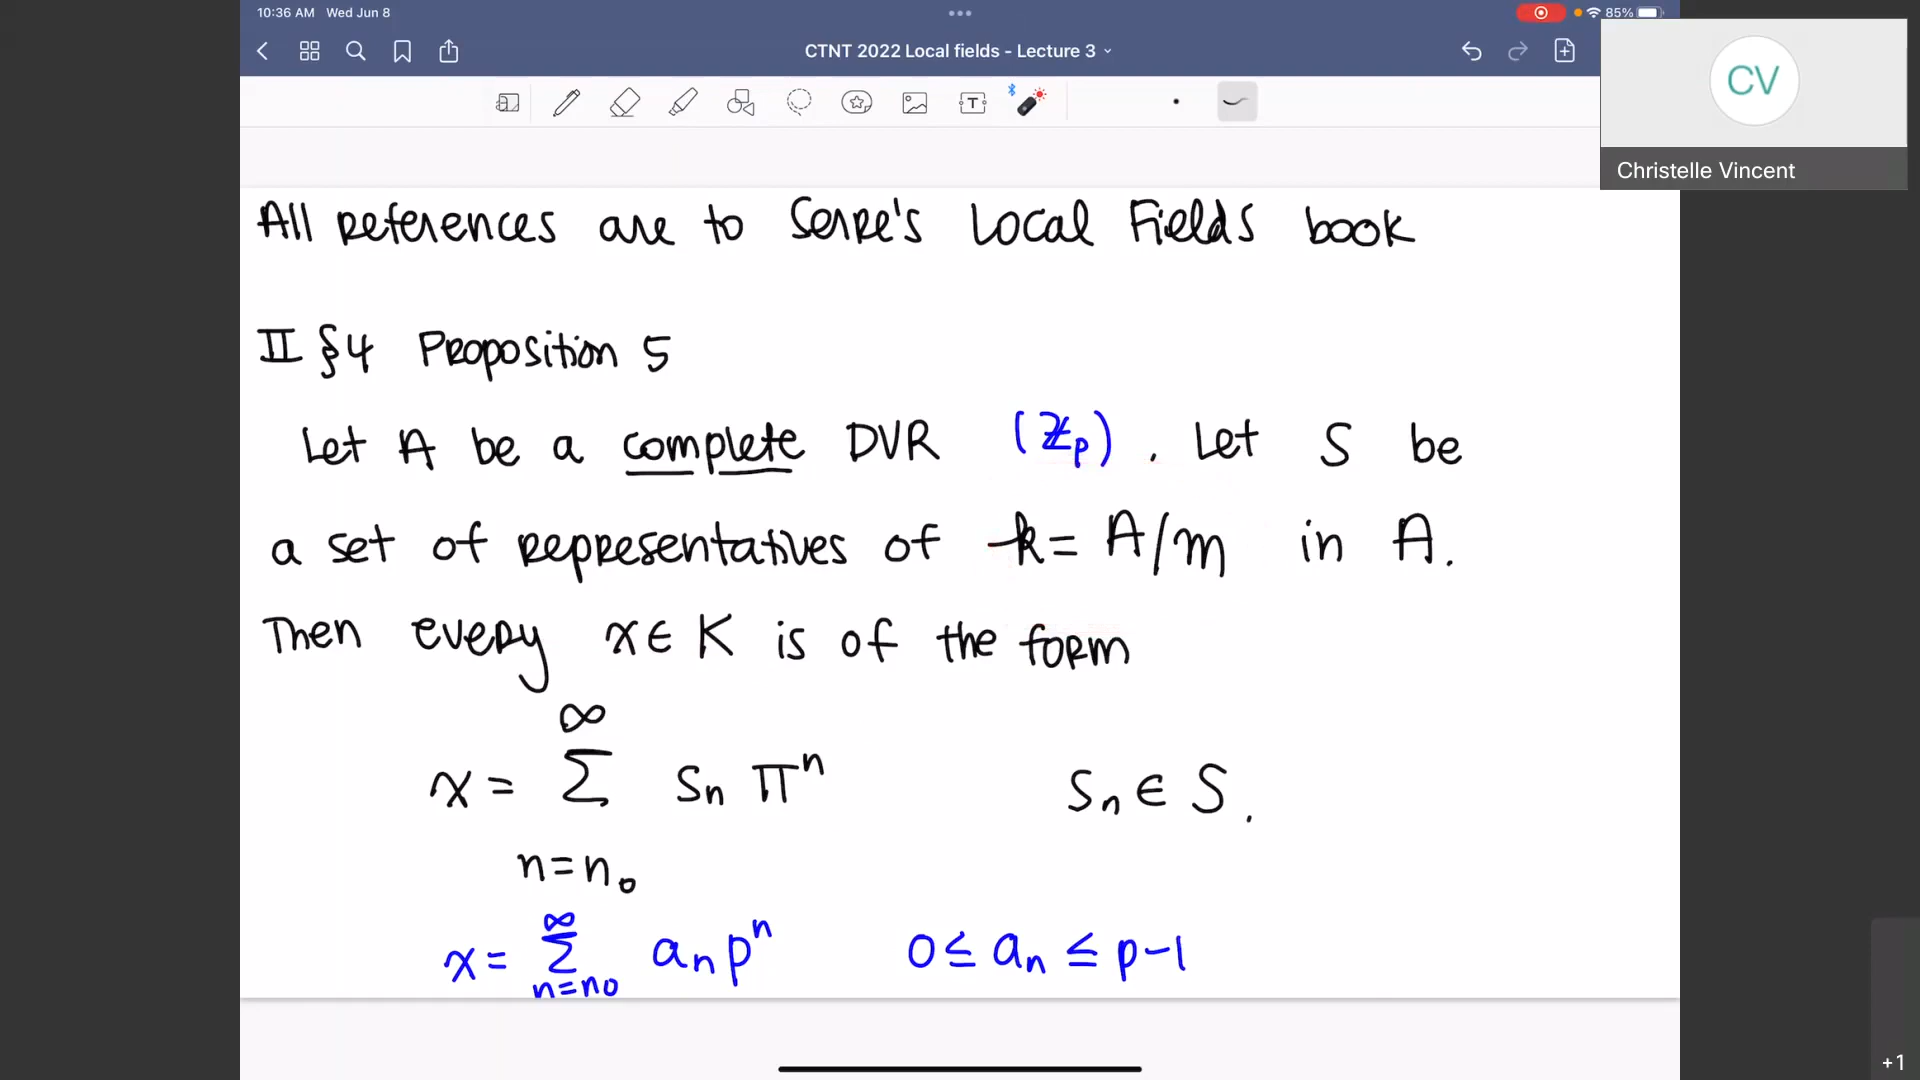 10:36 AM Wed Jun 8
85%
CTNT 2022 Local fields - Lecture 3
T
CV
Christelle Vincent
All references are to Serre's Local Fields book
II §4 Proposition 5
Let A be a complete DVR (ℤp). Let S be
a set of representatives of k = A/m in A.
Then every x ∈ K is of the form
x = ∑_{n=n₀}^{∞} sₙ πⁿ sₙ ∈ S.
x = ∑_{n=n₀}^{∞} aₙ pⁿ 0 ≤ aₙ ≤ p-1
+1